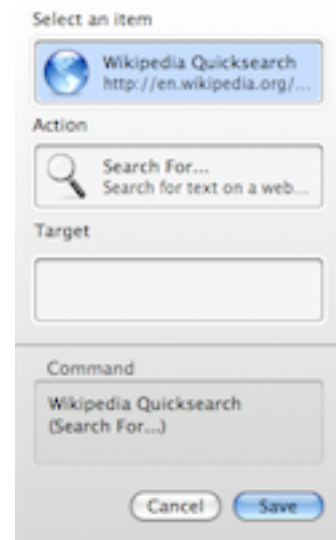 Select an item
Wikipedia Quicksearch
http://en.wikipedia.org/...
Action
Search For...
Search for text on a web...
Target
Command
Wikipedia Quicksearch
(Search For...)
Cancel Save